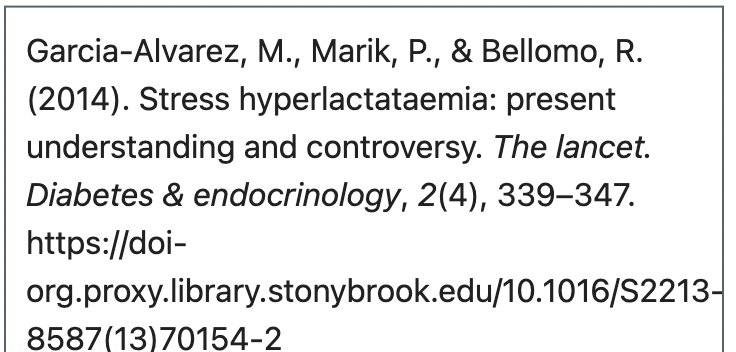 Garcia-Alvarez, M., Marik, P., & Bellomo, R.
(2014). Stress hyperlactataemia: present
understanding and controversy. The lancet.
Diabetes & endocrinology, 2(4), 339–347.
https://doi-
org.proxy.library.stonybrook.edu/10.1016/S2213-
8587(13)70154-2